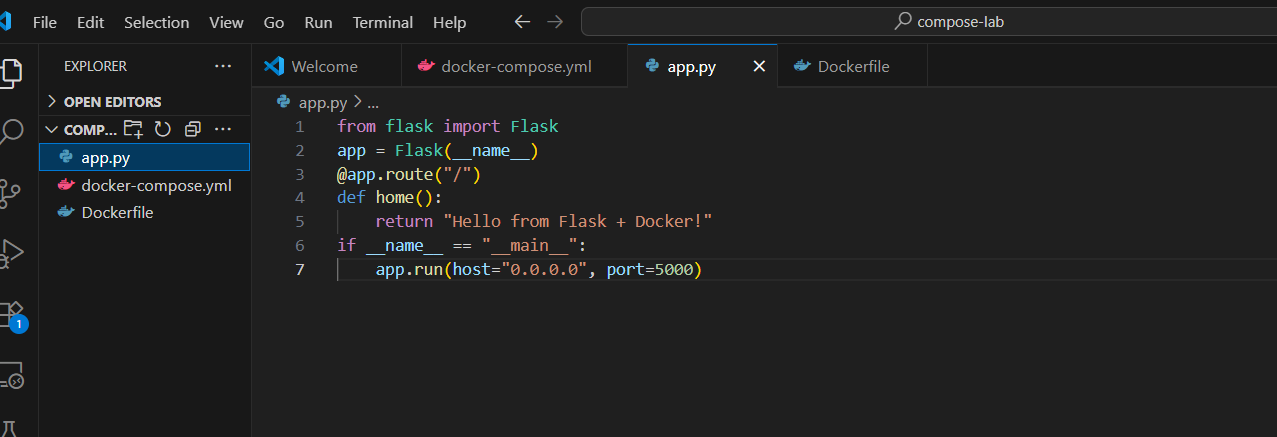 File Edit Selection View Go Run Terminal Help compose-lab
EXPLORER
OPEN EDITORS
COMP...
app.py
docker-compose.yml
Dockerfile
1
Welcome docker-compose.yml app.py Dockerfile
app.py > ...
1 from flask import Flask
2 app = Flask(__name__)
3 @app.route("/")
4 def home():
5     return "Hello from Flask + Docker!"
6 if __name__ == "__main__":
7     app.run(host="0.0.0.0", port=5000)